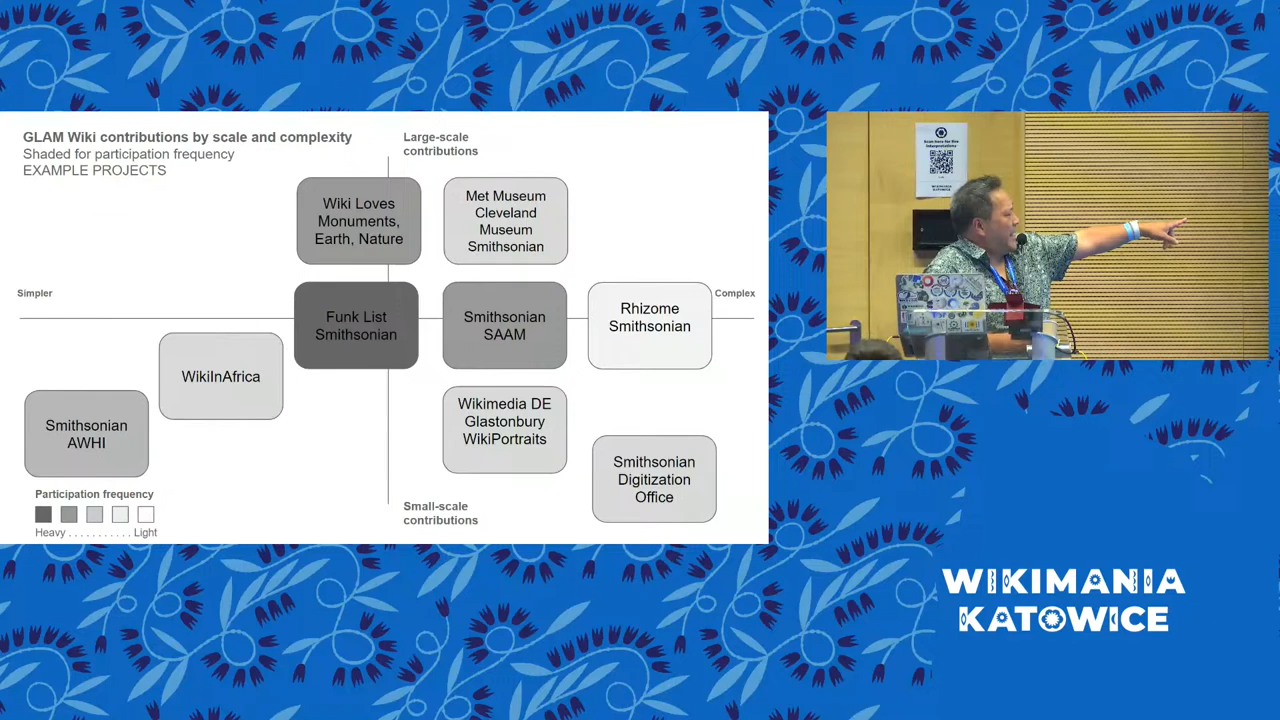 GLAM Wiki contributions by scale and complexity
Shaded for participation frequency
EXAMPLE PROJECTS
Large-scale
contributions
Wiki Loves
Monuments,
Earth, Nature
Met Museum
Cleveland
Museum
Smithsonian
Simpler
Complex
Funk List
Smithsonian
Smithsonian
SAAM
Rhizome
Smithsonian
WikiInAfrica
Smithsonian
AWHI
Wikimedia DE
Glastonbury
WikiPortraits
Smithsonian
Digitization
Office
Participation frequency
Heavy . . . . . . . . . . . Light
Small-scale
contributions
WIKIMANIA
KATOWICE